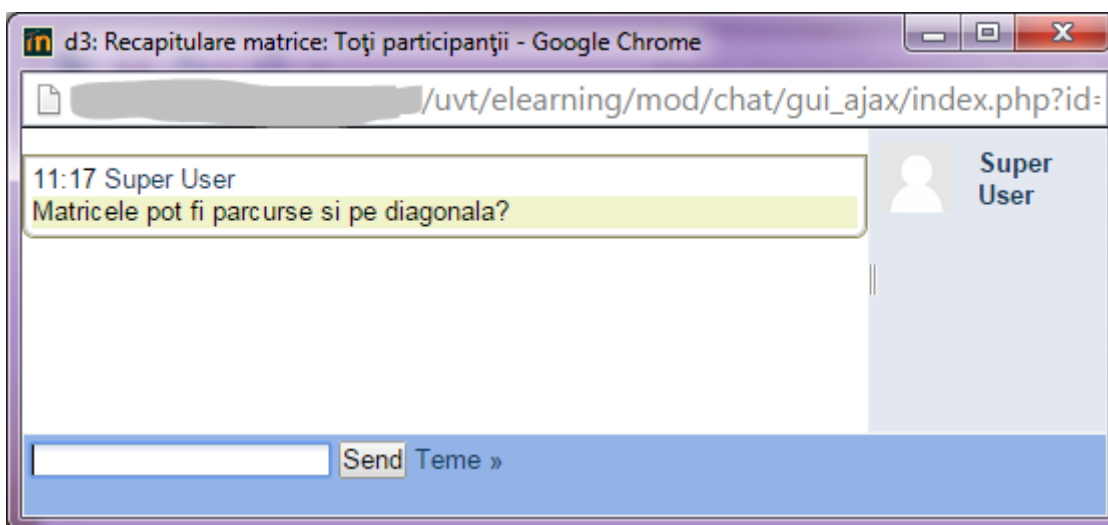 d3: Recapitulare matrice: Toţi participanţii - Google Chrome
/uvt/elearning/mod/chat/gui_ajax/index.php?id=
11:17 Super User
Matricele pot fi parcurse si pe diagonala?
Super
User
Send Teme »